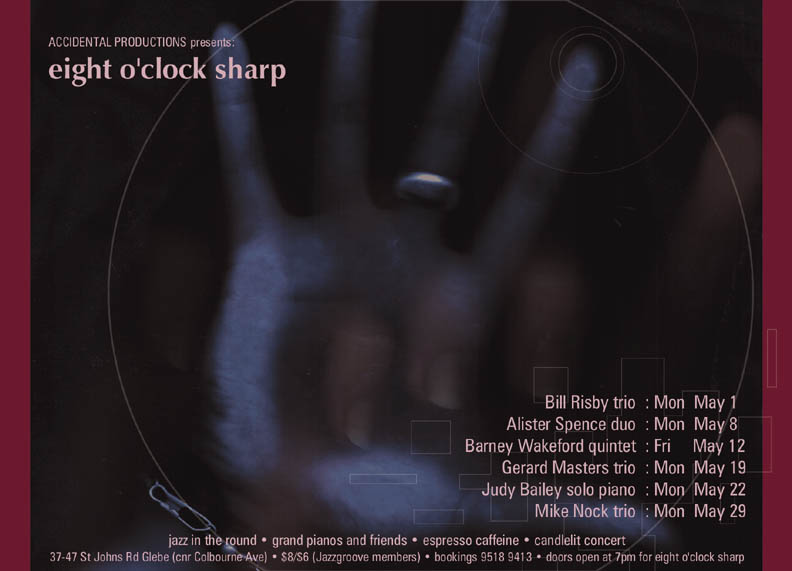 ACCIDENTAL PRODUCTIONS presents:
eight o'clock sharp
Bill Risby trio : Mon May 1
Alister Spence duo : Mon May 8
Barney Wakeford quintet : Fri May 12
Gerard Masters trio : Mon May 19
Judy Bailey solo piano : Mon May 22
Mike Nock trio : Mon May 29
jazz in the round • grand pianos and friends • espresso caffeine • candlelit concert
37-47 St Johns Rd Glebe (cnr Colbourne Ave) • $8/S6 (Jazzgroove members) • bookings 9518 9413 • doors open at 7pm for eight o'clock sharp